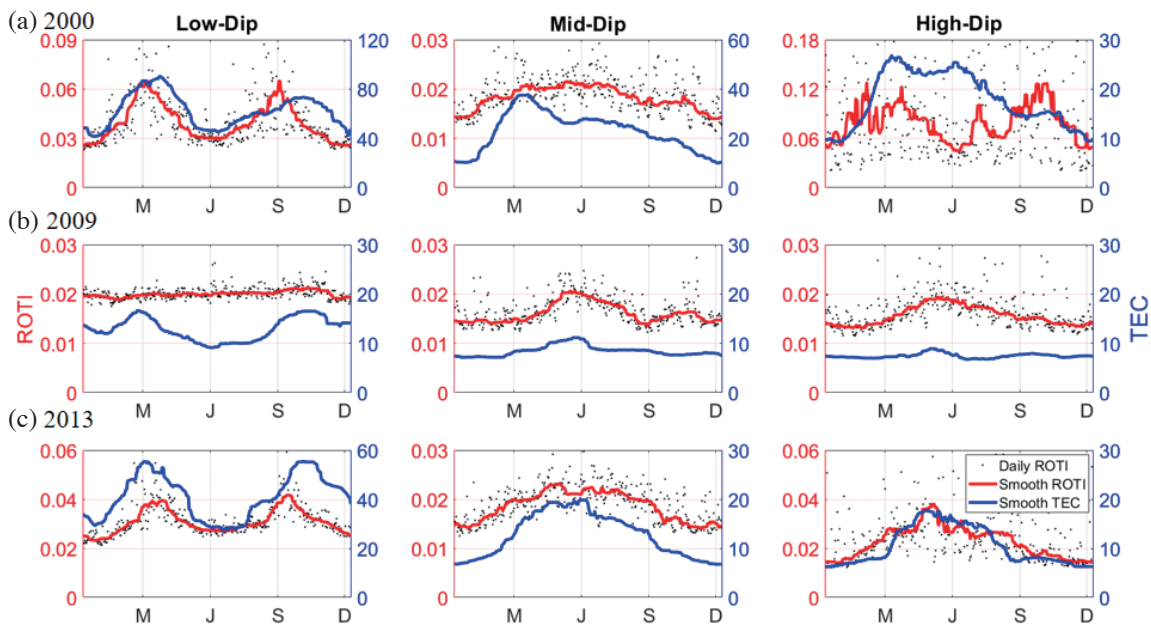 (a) 2000
Low-Dip Mid-Dip High-Dip
0.09 120 0.03 60 0.18 30
0.06 80 0.02 40 0.12 20
0.03 40 0.01 20 0.06 10
0 0 0 0 0 0
M J S D M J S D M J S D
(b) 2009
0.03 30 0.03 30 0.03 30
0.02 20 0.02 20 0.02 20
ROTI TEC
0.01 10 0.01 10 0.01 10
0 0 0 0 0 0
M J S D M J S D M J S D
(c) 2013
0.06 60 0.03 30 0.06 30
Daily ROTI
Smooth ROTI
Smooth TEC
0.04 40 0.02 20 0.04 20
0.02 20 0.01 10 0.02 10
0 0 0 0 0 0
M J S D M J S D M J S D